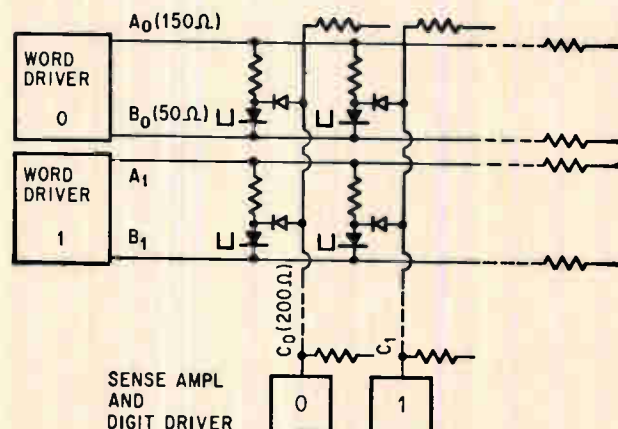 A₀(150Ω)
WORD
DRIVER
0
B₀(50Ω)
WORD
DRIVER
1
A₁
B₁
C₀(200Ω)
C₁
SENSE AMPL
AND
DIGIT DRIVER
0
1